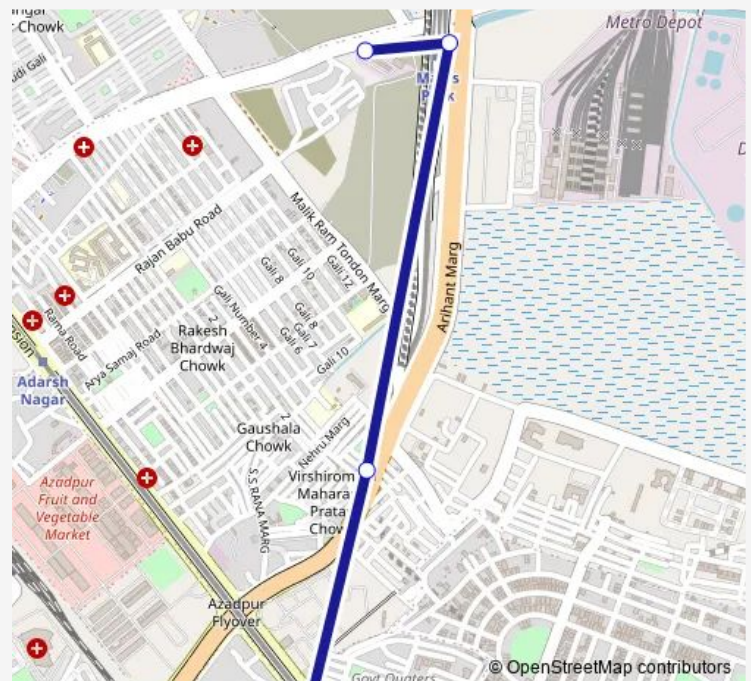 Chowk
Metro Depot
Rajan Babu Road
Malik Ram Tondon Marg
Gali 8
Gali 10
Gali 12
Gali Number 4
2
Gali 8
Gali 7
Gali 6
Gali 10
Arihant Marg
Rama Road
Arya Samaj Road
Rakesh
Bhardwaj
Chowk
Adarsh
Nagar
2
Gaushala
Chowk
Nehru Marg
S.S RANA MARG
Virshirom
Mahara
Prata
Chow
Azadpur
Fruit and
Vegetable
Market
Azadpur
Flyover
Govt Quaters
© OpenStreetMap contributors